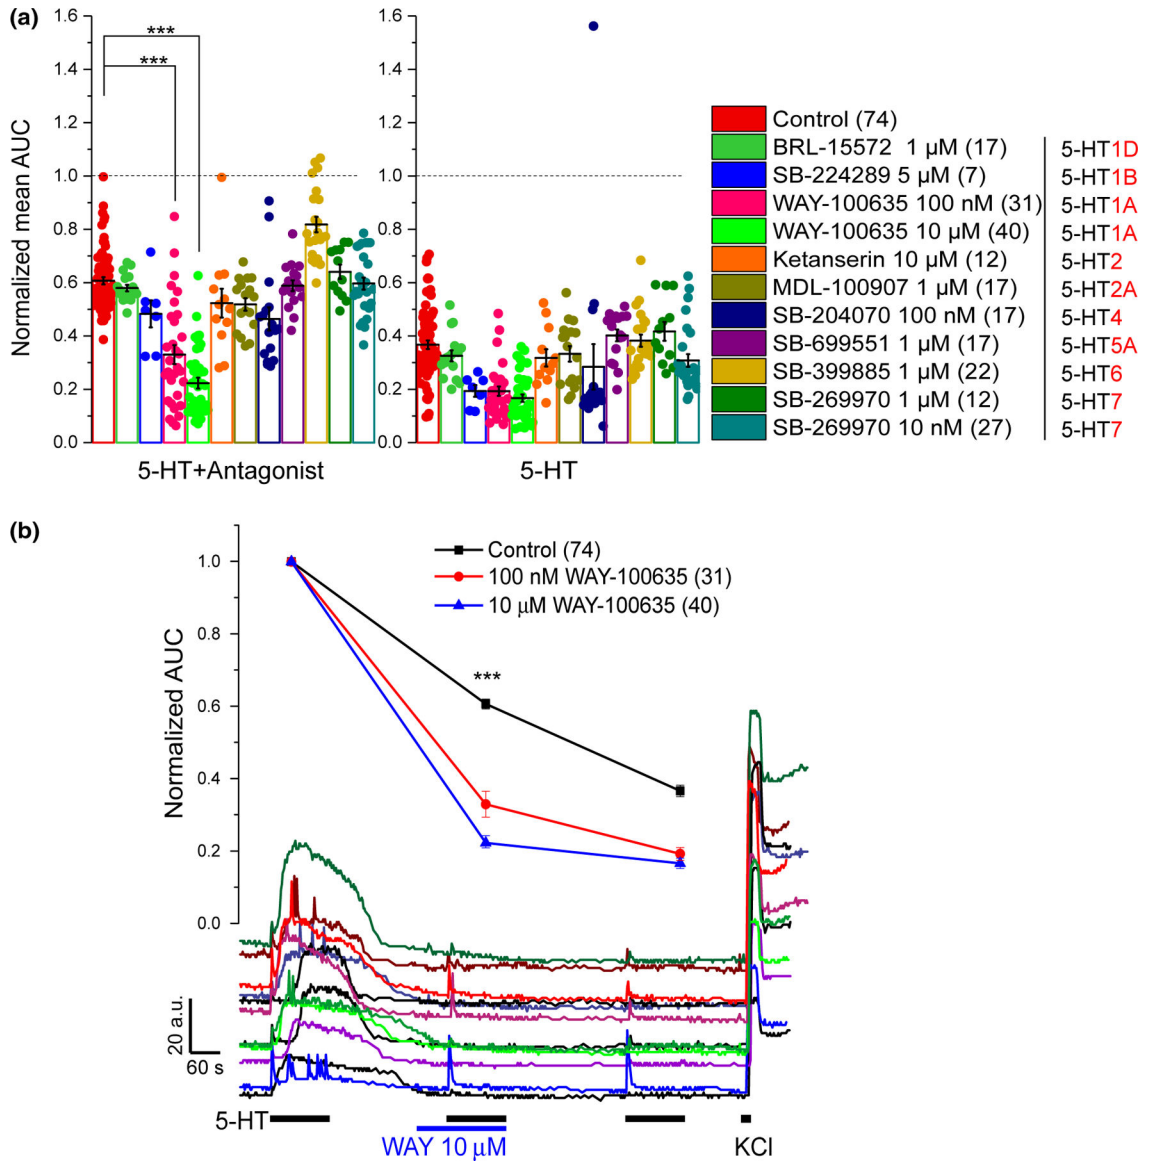 (a)
Normalized mean AUC
1.6
1.4
1.2
1.0
0.8
0.6
0.4
0.2
0.0
***
***
5-HT+Antagonist
1.6
1.4
1.2
1.0
0.8
0.6
0.4
0.2
0.0
5-HT
Control (74)
BRL-15572 1 µM (17) 5-HT1D
SB-224289 5 µM (7) 5-HT1B
WAY-100635 100 nM (31) 5-HT1A
WAY-100635 10 µM (40) 5-HT1A
Ketanserin 10 µM (12) 5-HT2
MDL-100907 1 µM (17) 5-HT2A
SB-204070 100 nM (17) 5-HT4
SB-699551 1 µM (17) 5-HT5A
SB-399885 1 µM (22) 5-HT6
SB-269970 1 µM (12) 5-HT7
SB-269970 10 nM (27) 5-HT7
(b)
Normalized AUC
1.0
0.8
0.6
0.4
0.2
0.0
Control (74)
100 nM WAY-100635 (31)
10 µM WAY-100635 (40)
***
20 a.u.
60 s
5-HT
WAY 10 µM
KCl